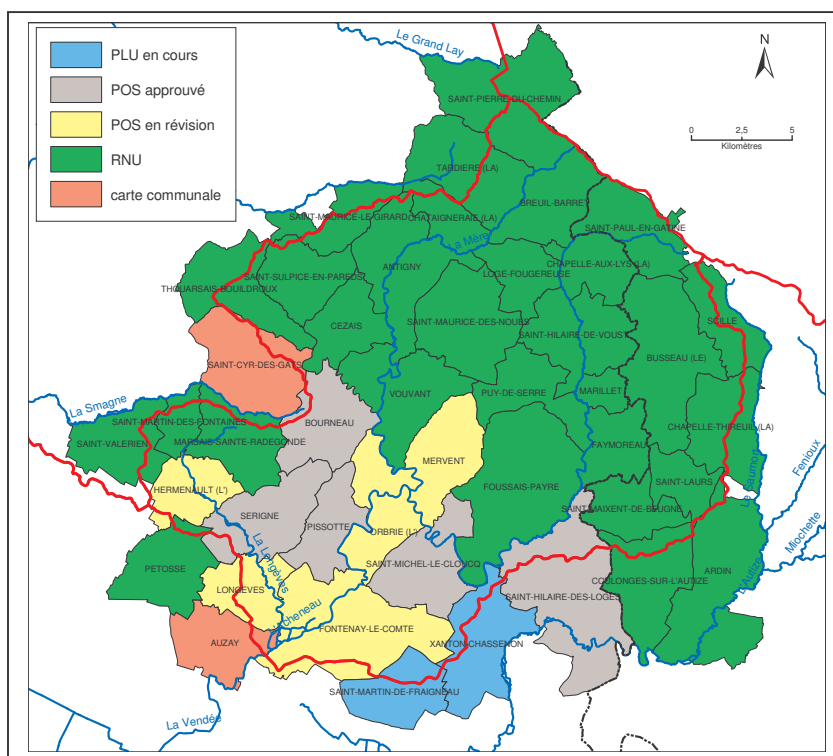 PLU en cours
POS approuvé
POS en révision
RNU
carte communale
Le Grand Lay
N
0 2,5 5
Kilomètres
SAINT-PIERRE-DU-CHEMIN
TARDIERE (LA)
BREUIL-BARRET
SAINT-MAURICE-LE-GIRARD
CHATAIGNERAIE (LA)
SAINT-PAUL-EN-GATINE
La Mère
ANTIGNY
CHAPELLE-AUX-LYS (LA)
LOGE-FOUGEREUSE
SAINT-SULPICE-EN-PAREDS
THOUARSAIS-BOUILDROUX
SCILLE
CEZAIS
SAINT-MAURICE-DES-NOUES
SAINT-HILAIRE-DE-VOUST
BUSSEAU (LE)
SAINT-CYR-DES-GATS
VOUVANT
PUY-DE-SERRE
MARILLET
La Smagne
SAINT-MARTIN-DES-FONTAINES
BOURNEAU
CHAPELLE-THIREUIL (LA)
SAINT-VALERIEN
MARSAIS-SAINTE-RADEGONDE
FAYMOREAU
MERVENT
Fenioux
Le Saumon
HERMENAULT (L')
FOUSSAIS-PAYRE
SAINT-LAURS
SAINT-MAIXENT-DE-BEUGNE
SERIGNE
PISSOTTE
ORBRIE (L')
Miochette
La Longèves
SAINT-MICHEL-LE-CLOUCQ
PETOSSE
ARDIN
COULONGES-SUR-L'AUTIZE
L'Autize
LONGEVES
SAINT-HILAIRE-DES-LOGES
FONTENAY-LE-COMTE
AUZAY
XANTON-CHASSENON
SAINT-MARTIN-DE-FRAIGNEAU
La Vendée